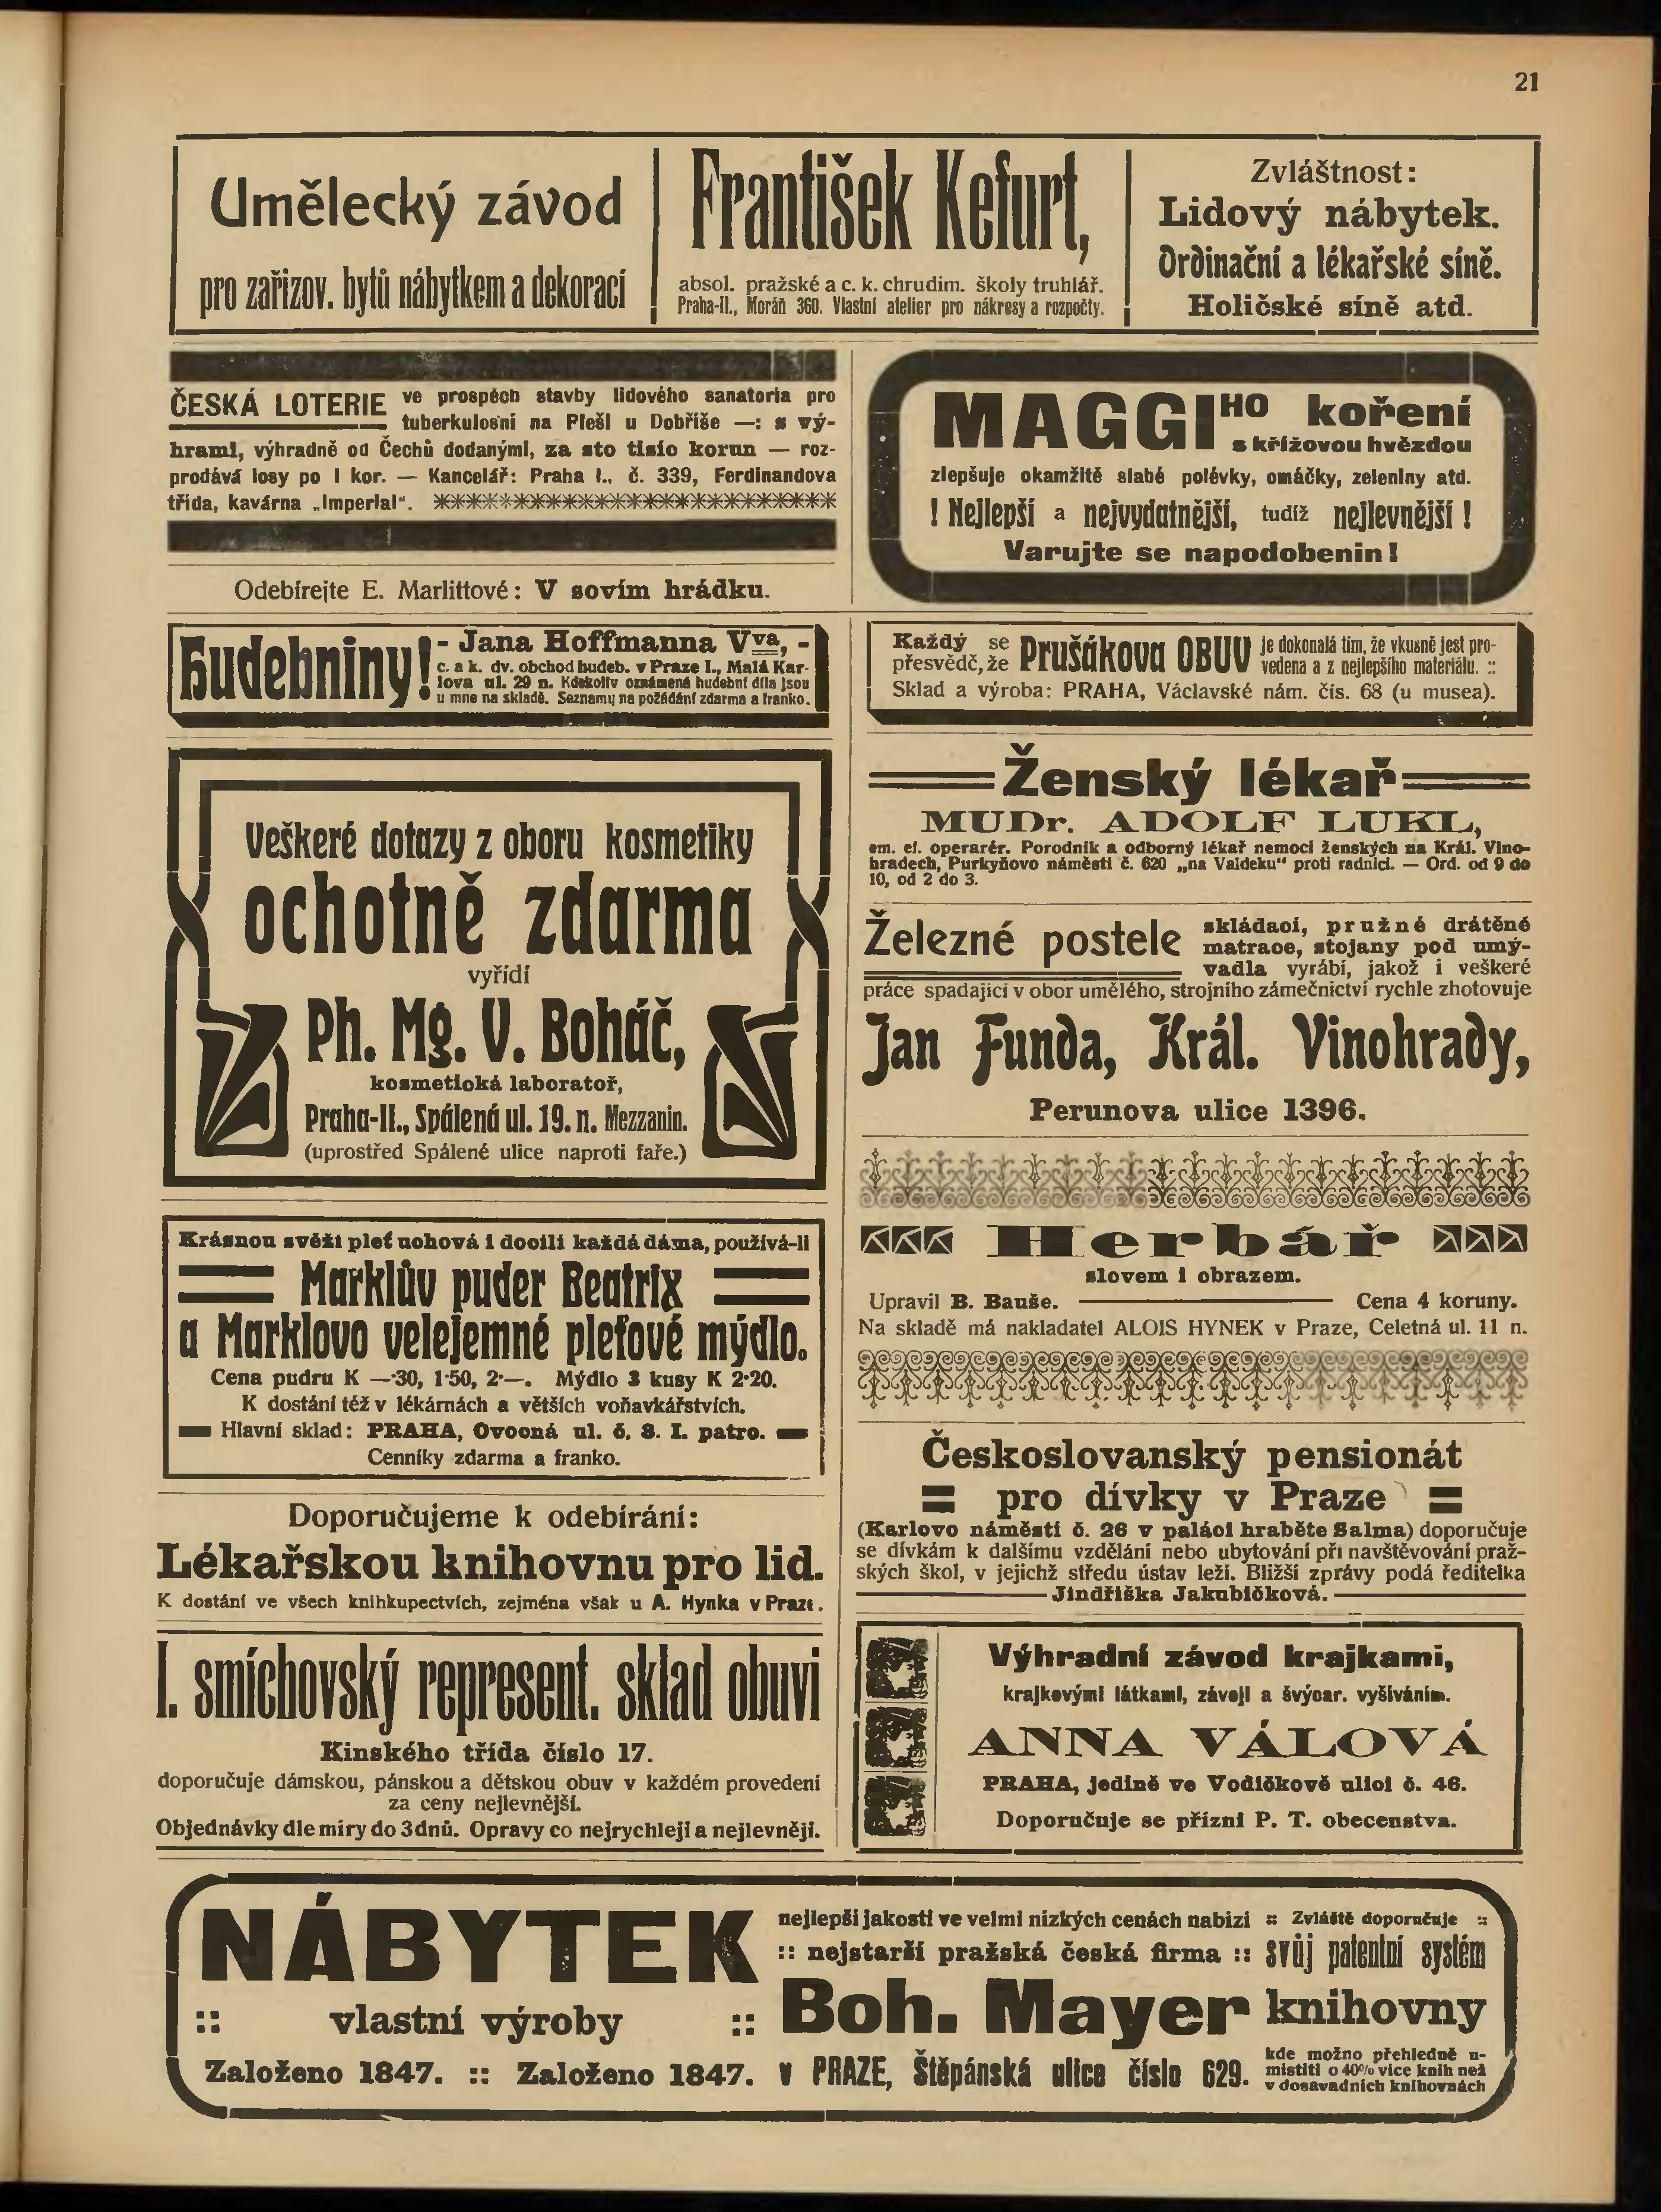 21
Umělecký závod
pro zařizov. bytů nábytkem a dekorací
František Kefurt,
absol. pražské a c. k. chrudim. školy truhlář.
Praha-II., Moráň 360. Vlastní atelier pro nákresy a rozpočty.
Zvláštnost:
Lidový nábytek.
Ordinační a lékařské síně.
Holičské síně atd.
ČESKÁ LOTERIE ve prospěch stavby lidového sanatoria pro
tuberkulosní na Pleši u Dobříše —: s vý-
hrami, výhradně od Čechů dodanými, za sto tisíc korun — roz-
prodává losy po 1 kor. — Kancelář: Praha I., č. 339, Ferdinandova
třída, kavárna „Imperial“.
Odebírejte E. Marlittové: V sovím hrádku.
MAGGIHO koření
s křížovou hvězdou
zlepšuje okamžitě slabé polévky, omáčky, zeleniny atd.
! Nejlepší a nejvydatnější, tudíž nejlevnější !
Varujte se napodobenin!
Hudebniny! - Jana Hoffmanna Vva, -
c. a k. dv. obchod hudeb. v Praze I., Malá Kar-
lova ul. 29 n. Kdekoliv oznámená hudební díla jsou
u mne na skladě. Seznamy na požádání zdarma a franko.
Každý se
přesvědč, že Prušákova OBUV je dokonalá tím, že vkusně jest pro-
vedena a z nejlepšího materiálu. ::
Sklad a výroba: PRAHA, Václavské nám. čís. 68 (u musea).
Veškeré dotazy z oboru kosmetiky
ochotně zdarma
vyřídí
Ph. Mg. V. Boháč,
kosmetická laboratoř,
Praha-II., Spálená ul. 19. n. Mezzanin.
(uprostřed Spálené ulice naproti faře.)
Ženský lékař
MUDr. ADOLF LUKL,
em. el. operarér. Porodník a odborný lékař nemocí ženských na Král. Vino-
hradech, Purkyňovo náměstí č. 620 „na Valdeku“ proti radnici. — Ord. od 9 do
10, od 2 do 3.
Železné postele skládací, pružné drátěné
matrace, stojany pod umý-
vadla vyrábí, jakož i veškeré
práce spadající v obor umělého, strojního zámečnictví rychle zhotovuje
Jan Funda, Král. Vinohrady,
Perunova ulice 1396.
Herbář
slovem i obrazem.
Upravil B. Bauše. — Cena 4 koruny.
Na skladě má nakladatel ALOIS HYNEK v Praze, Celetná ul. 11 n.
Krásnou svěží pleť uchová i docílí každá dáma, používá-li
Marklův puder Beatrix
a Marklovo velejemné pleťové mýdlo.
Cena pudru K —·30, 1·50, 2·—. Mýdlo 3 kusy K 2·20.
K dostání též v lékárnách a větších voňavkářstvích.
Hlavní sklad: PRAHA, Ovocná ul. č. 8. I. patro.
Cenníky zdarma a franko.
Doporučujeme k odebírání:
Lékařskou knihovnu pro lid.
K dostání ve všech knihkupectvích, zejména však u A. Hynka v Praze.
Československý pensionát
pro dívky v Praze
(Karlovo náměstí č. 26 v paláci hraběte Salma) doporučuje
se dívkám k dalšímu vzdělání nebo ubytování při navštěvování praž-
ských škol, v jejichž středu ústav leží. Bližší zprávy podá ředitelka
Jindřiška Jakubíčková.
I. smíchovský represent. sklad obuvi
Kinského třída číslo 17.
doporučuje dámskou, pánskou a dětskou obuv v každém provedení
za ceny nejlevnější.
Objednávky dle míry do 3 dnů. Opravy co nejrychleji a nejlevněji.
Výhradní závod krajkami,
krajkovými látkami, závoji a švýcar. vyšíváním.
ANNA VÁLOVÁ
PRAHA, jedině ve Vodičkově ulici č. 46.
Doporučuje se přízni P. T. obecenstva.
NÁBYTEK
:: vlastní výroby ::
Založeno 1847. :: Založeno 1847.
nejlepší jakosti ve velmi nízkých cenách nabízí
:: nejstarší pražská česká firma ::
Boh. Mayer
v PRAZE, Štěpánská ulice číslo 629.
:: Zvláště doporučuje ::
svůj patentní systém
knihovny
kde možno přehledně u-
místiti o 40% více knih než
v dosavadních knihovnách